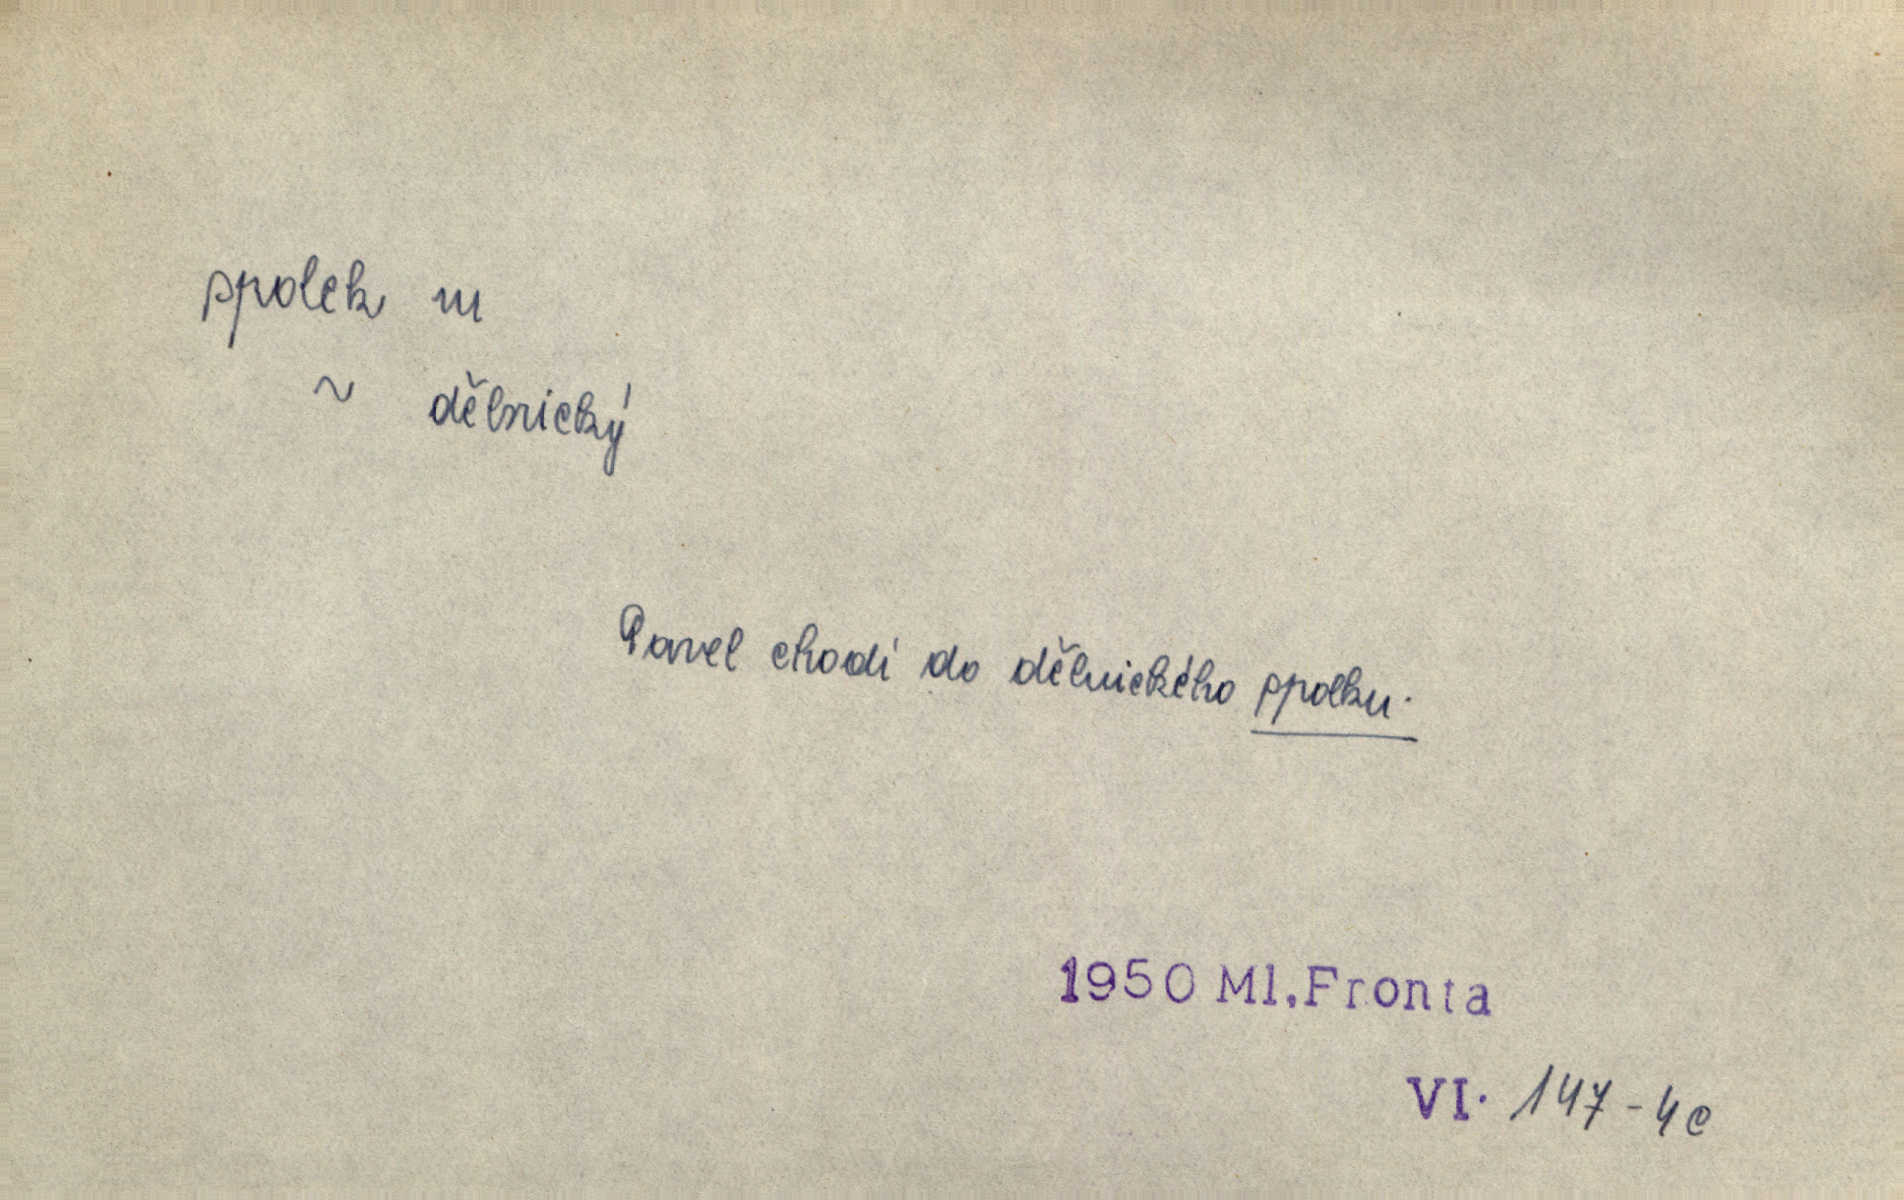 spolek m
~ dělnický
Pavel chodí do dělnického spolku.
1950 Ml.Fronta
VI. 147-4c